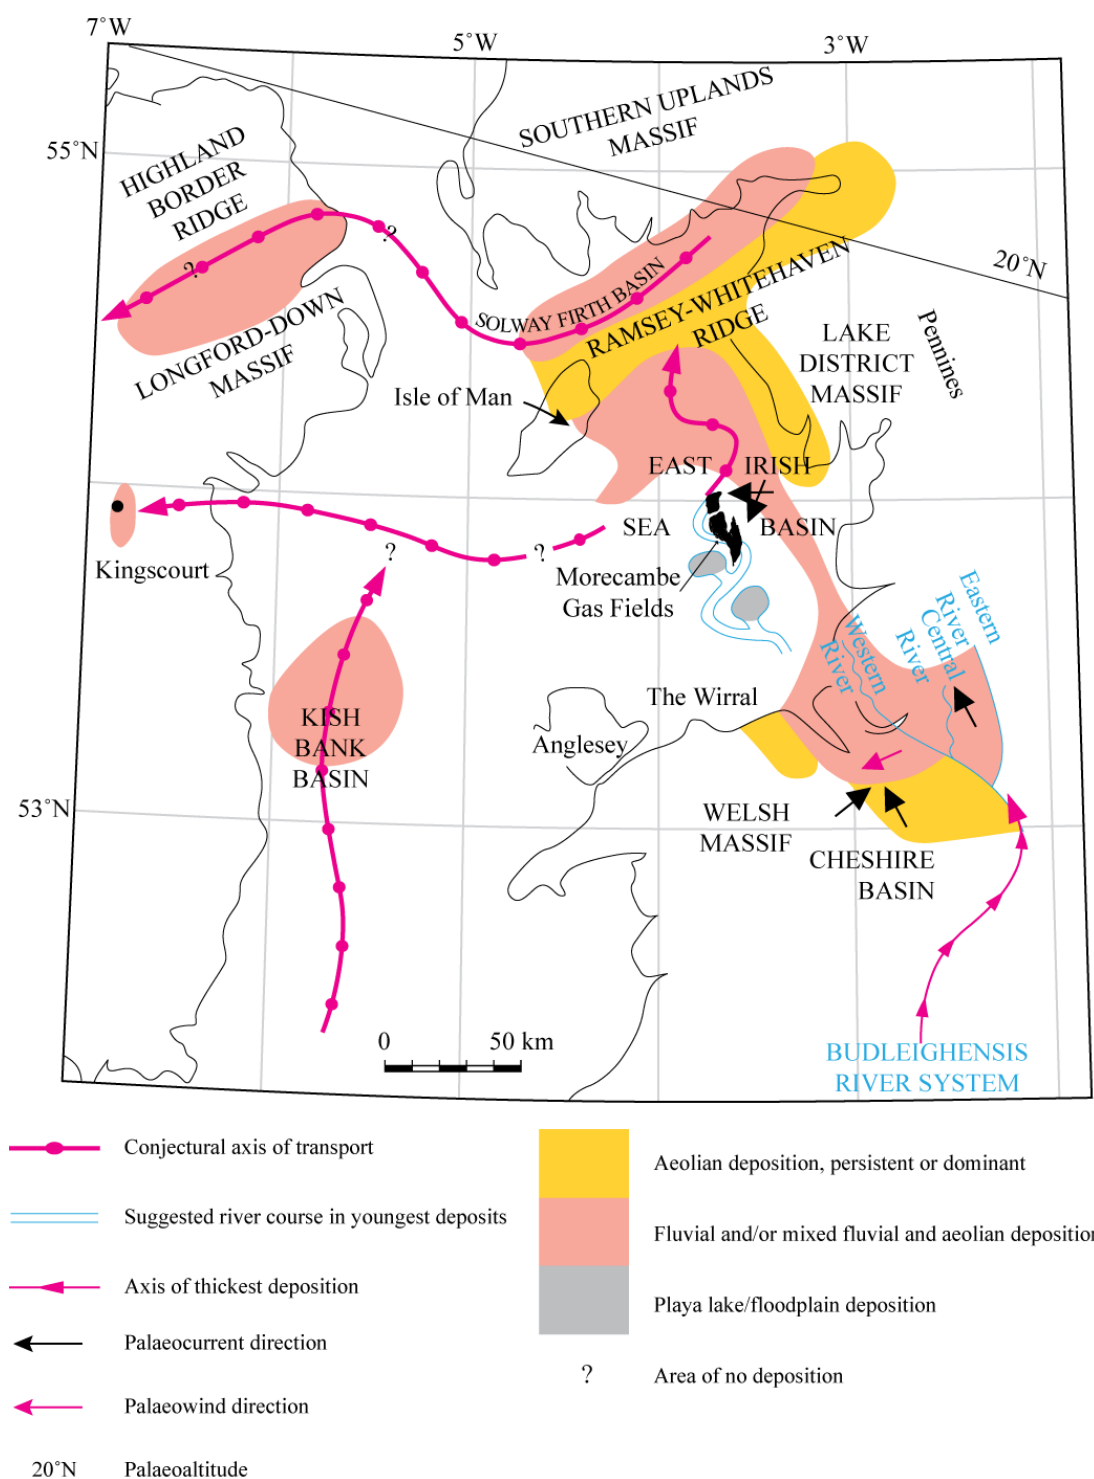 7˚W
5˚W
3˚W
55˚N
53˚N
20˚N
HIGHLAND
BORDER
RIDGE
SOUTHERN UPLANDS
MASSIF
?
?
SOLWAY FIRTH BASIN
RAMSEY-WHITEHAVEN
RIDGE
LONGFORD-DOWN
MASSIF
LAKE
DISTRICT
MASSIF
Pennines
Isle of Man
EAST IRISH
SEA BASIN
?
?
Kingscourt
Morecambe
Gas Fields
Western
River
Central
River
Eastern
River
The Wirral
KISH
BANK
BASIN
Anglesey
WELSH
MASSIF
CHESHIRE
BASIN
0 50 km
BUDLEIGHENSIS
RIVER SYSTEM
Conjectural axis of transport
Suggested river course in youngest deposits
Axis of thickest deposition
Palaeocurrent direction
Palaeowind direction
20˚N Palaeoaltitude
Aeolian deposition, persistent or dominant
Fluvial and/or mixed fluvial and aeolian deposition
Playa lake/floodplain deposition
? Area of no deposition